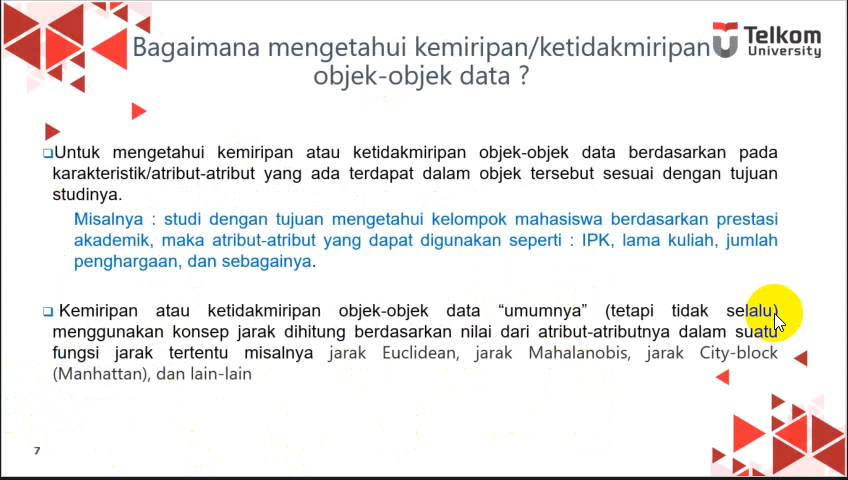 Bagaimana mengetahui kemiripan/ketidakmiripan
objek-objek data ?
Telkom
University
Untuk mengetahui kemiripan atau ketidakmiripan objek-objek data berdasarkan pada
karakteristik/atribut-atribut yang ada terdapat dalam objek tersebut sesuai dengan tujuan
studinya.
Misalnya : studi dengan tujuan mengetahui kelompok mahasiswa berdasarkan prestasi
akademik, maka atribut-atribut yang dapat digunakan seperti : IPK, lama kuliah, jumlah
penghargaan, dan sebagainya.
Kemiripan atau ketidakmiripan objek-objek data “umumnya” (tetapi tidak selalu)
menggunakan konsep jarak dihitung berdasarkan nilai dari atribut-atributnya dalam suatu
fungsi jarak tertentu misalnya jarak Euclidean, jarak Mahalanobis, jarak City-block
(Manhattan), dan lain-lain
7